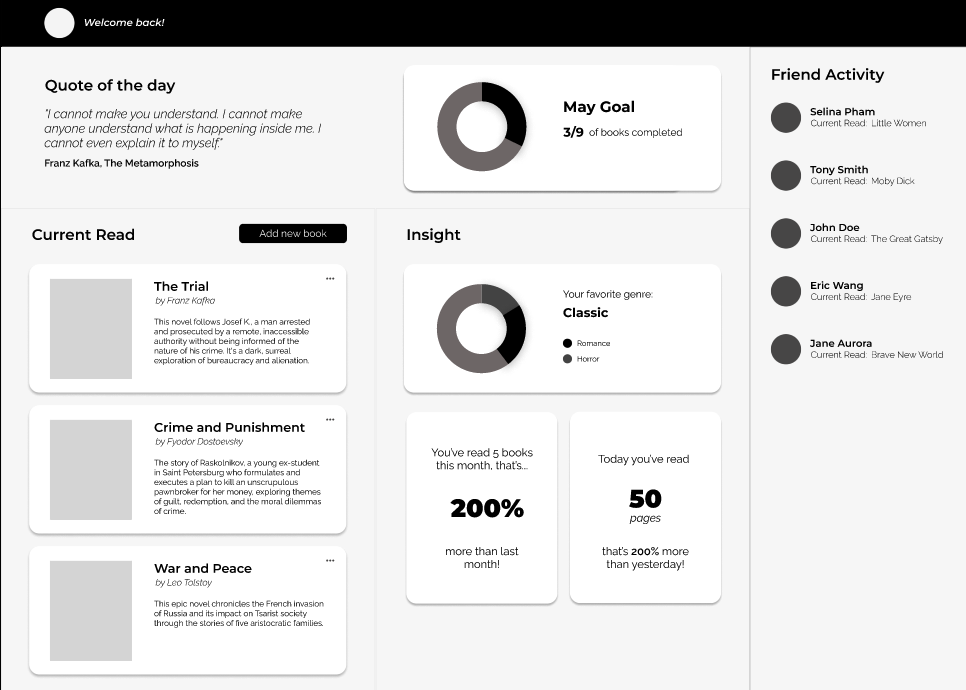 Welcome back!
Quote of the day
"I cannot make you understand. I cannot make
anyone understand what is happening inside me. I
cannot even explain it to myself."
Franz Kafka, The Metamorphosis
May Goal
3/9 of books completed
Current Read
Add new book
The Trial
by Franz Kafka
This novel follows Josef K., a man arrested
and prosecuted by a remote, inaccessible
authority without being informed of the
nature of his crime. It's a dark, surreal
exploration of bureaucracy and alienation.
Crime and Punishment
by Fyodor Dostoevsky
The story of Raskolnikov, a young ex-student
in Saint Petersburg who formulates and
executes a plan to kill an unscrupulous
pawnbroker for her money, exploring themes
of guilt, redemption, and the moral dilemmas
of crime.
War and Peace
by Leo Tolstoy
This epic novel chronicles the French invasion
of Russia and its impact on Tsarist society
through the stories of five aristocratic families.
Insight
Your favorite genre:
Classic
Romance
Horror
You've read 5 books
this month, that's...
200%
more than last
month!
Today you've read
50
pages
that's 200% more
than yesterday!
Friend Activity
Selina Pham
Current Read: Little Women
Tony Smith
Current Read: Moby Dick
John Doe
Current Read: The Great Gatsby
Eric Wang
Current Read: Jane Eyre
Jane Aurora
Current Read: Brave New World